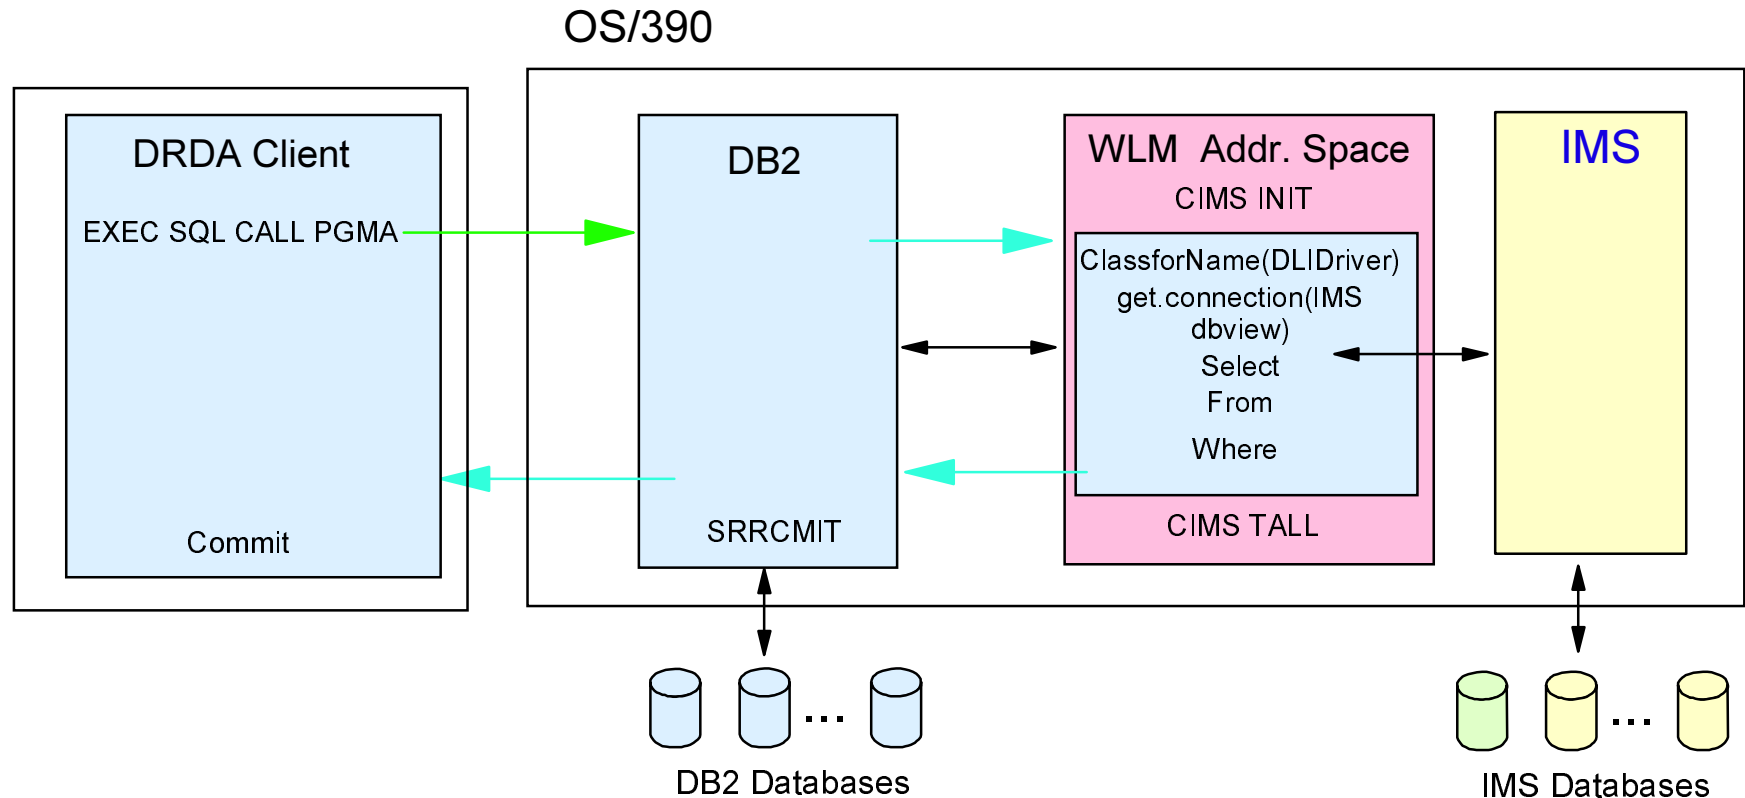 OS/390
DRDA Client
EXEC SQL CALL PGMA
Commit
DB2
SRRCMIT
WLM Addr. Space
CIMS INIT
ClassforName(DLIDriver)
get.connection(IMS
dbview)
Select
From
Where
CIMS TALL
IMS
...
DB2 Databases
...
IMS Databases